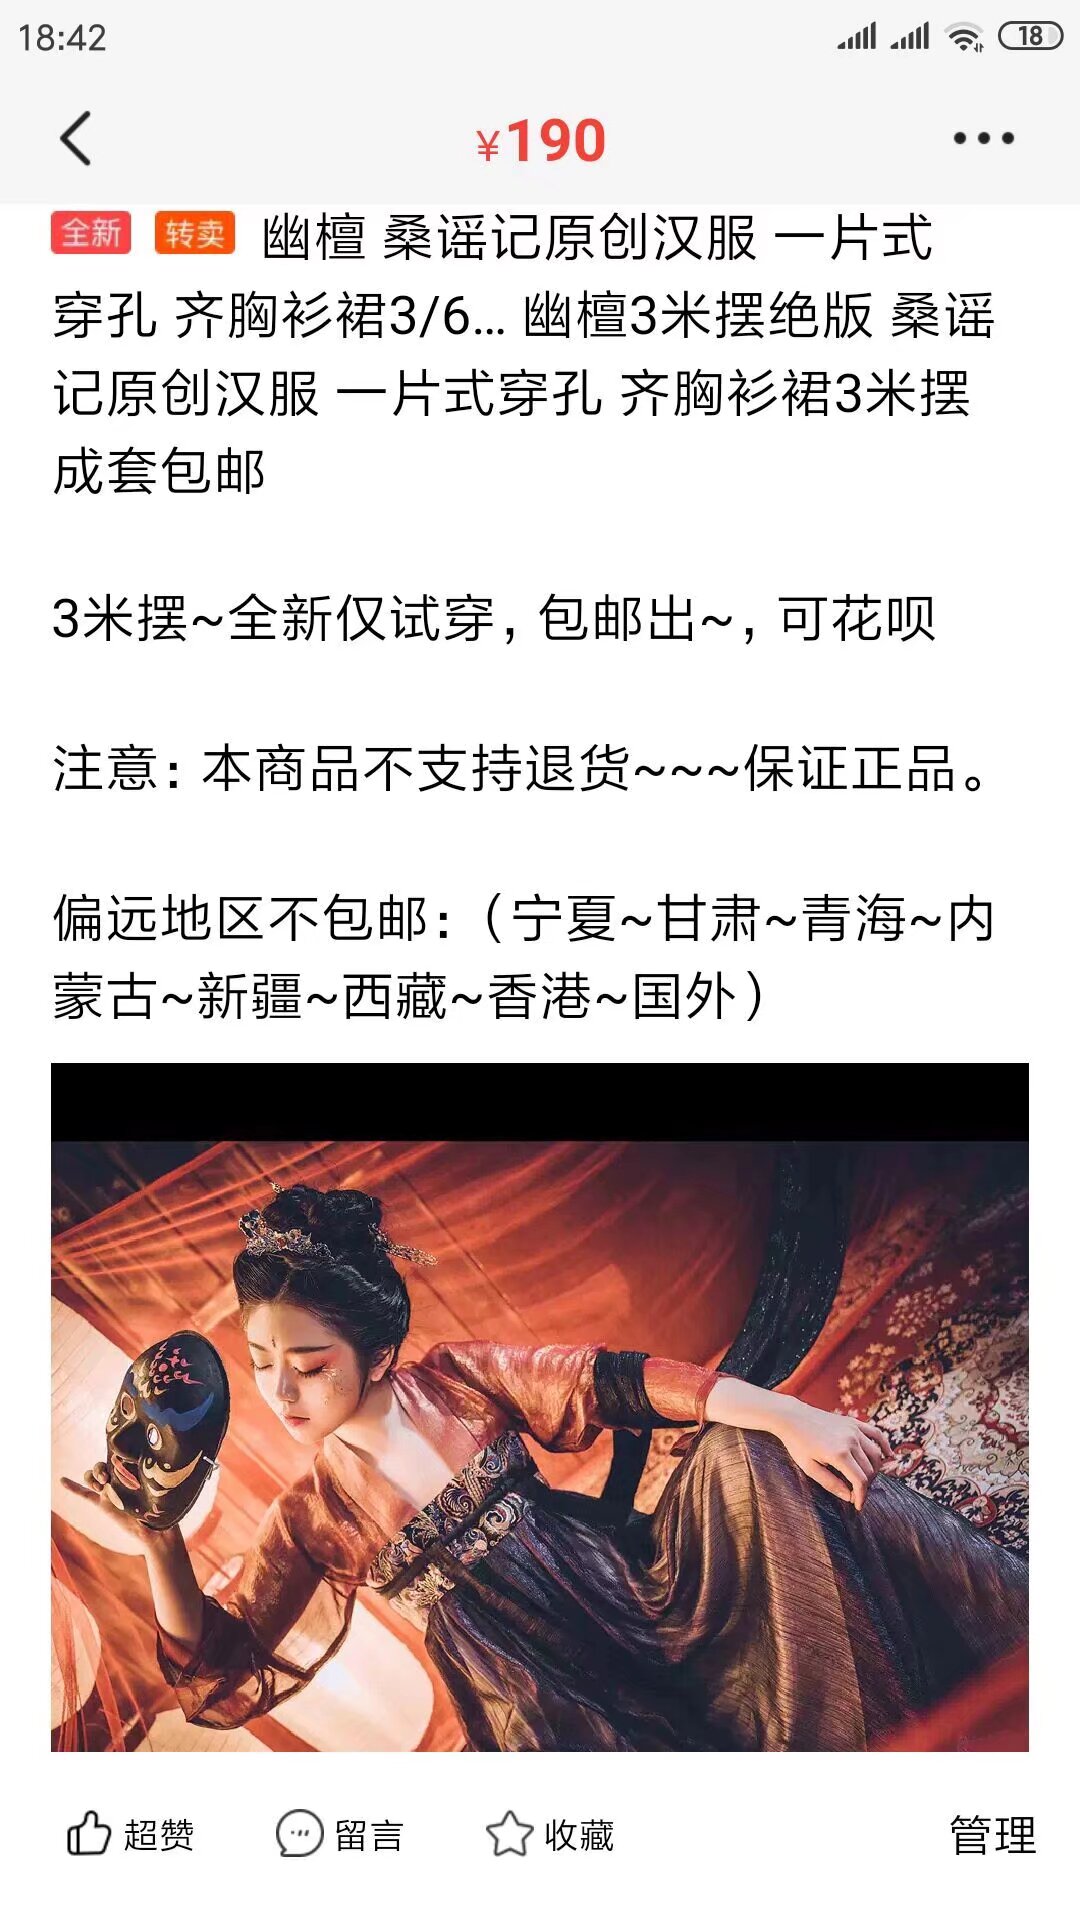 18:42
18
¥190
全新 转卖 幽檀 桑谣记原创汉服 一片式
穿孔 齐胸衫裙3/6... 幽檀3米摆绝版 桑谣
记原创汉服 一片式穿孔 齐胸衫裙3米摆
成套包邮
3米摆~全新仅试穿，包邮出~，可花呗
注意：本商品不支持退货~~~保证正品。
偏远地区不包邮：（宁夏~甘肃~青海~内
蒙古~新疆~西藏~香港~国外）
超赞 留言 收藏 管理